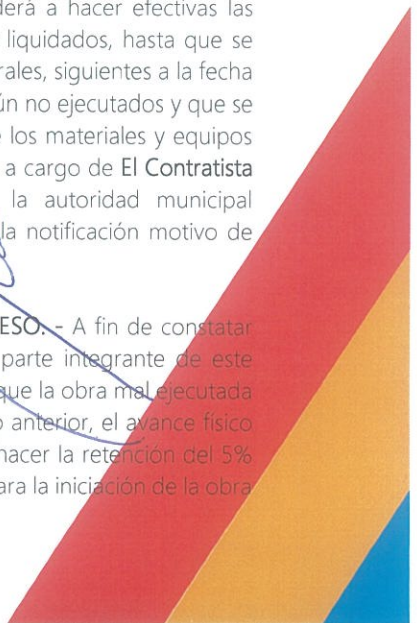 derá a hacer efectivas las
liquidados, hasta que se
rales, siguientes a la fecha
ún no ejecutados y que se
e los materiales y equipos
a cargo de El Contratista
la autoridad municipal
la notificación motivo de
ESO. - A fin de constatar
parte integrante de este
que la obra mal ejecutada
o anterior, el avance físico
hacer la retención del 5%
ara la iniciación de la obra